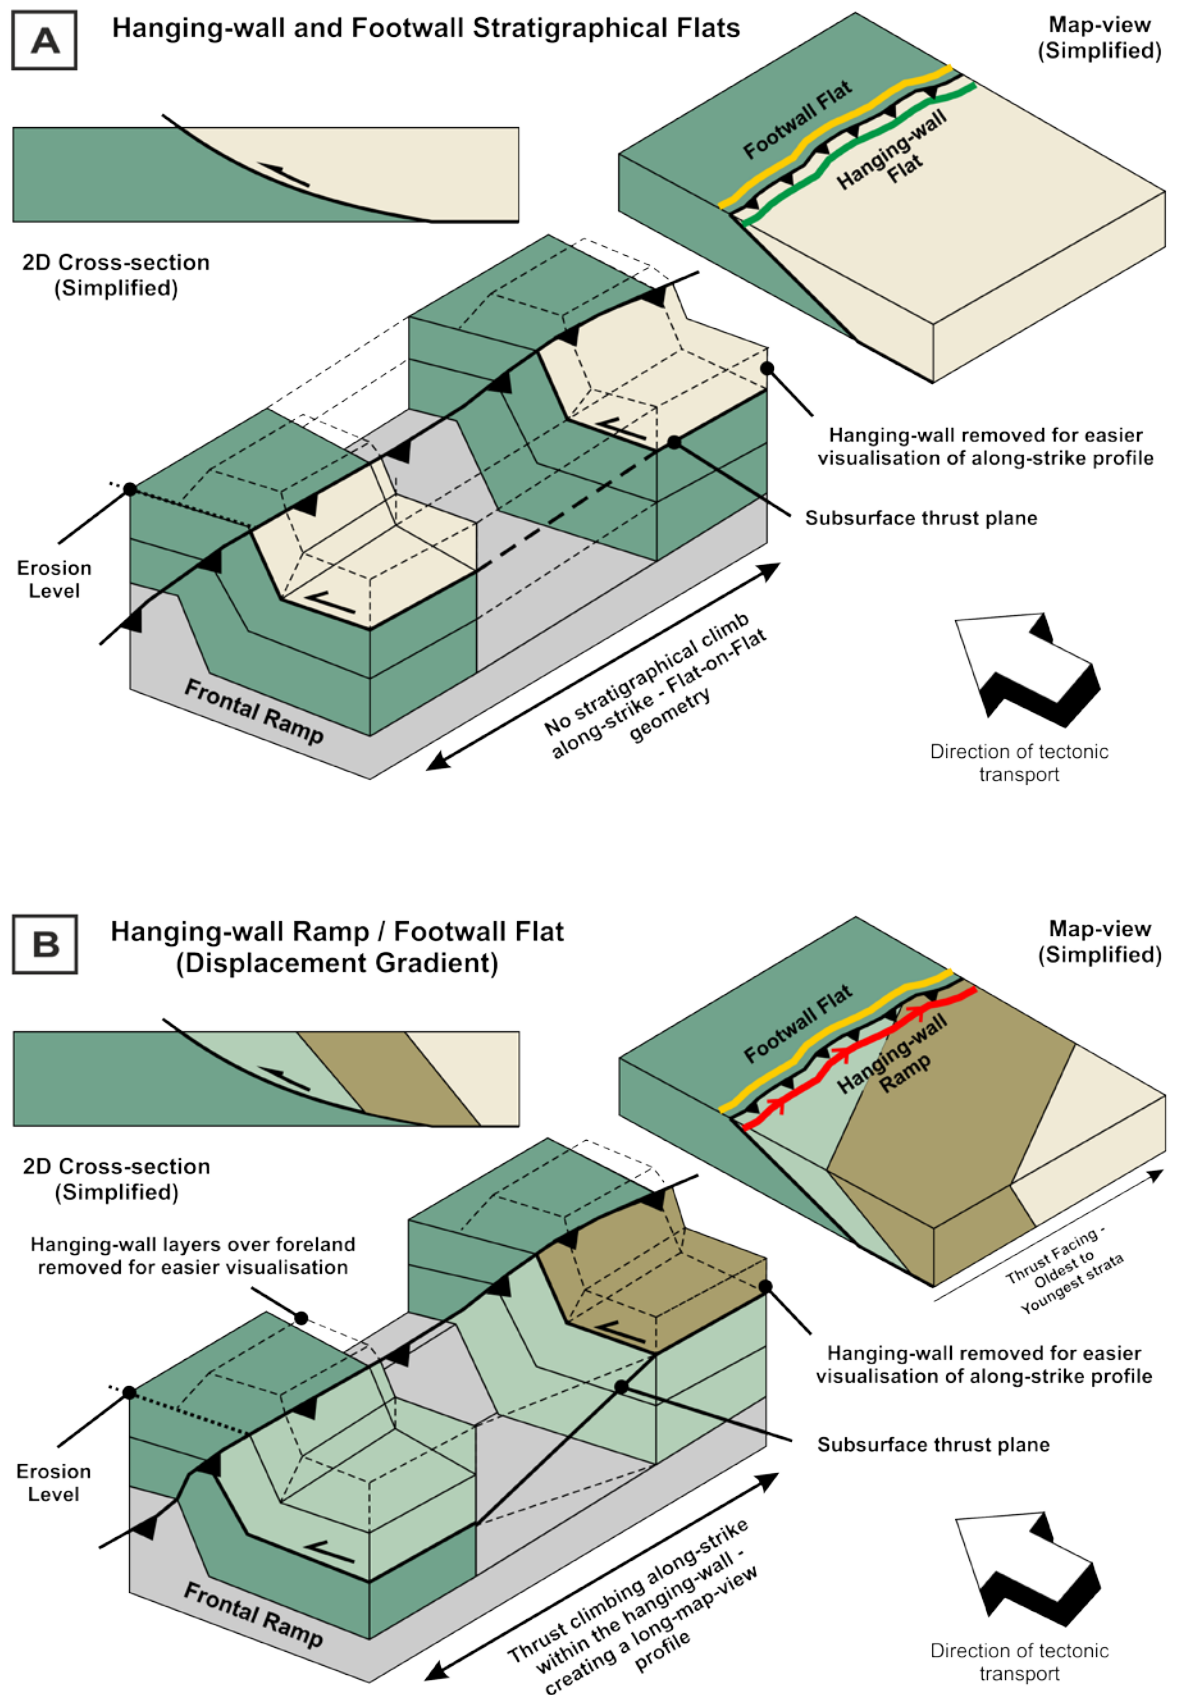 A
Hanging-wall and Footwall Stratigraphical Flats
Map-view
(Simplified)
Footwall Flat
Hanging-wall
Flat
2D Cross-section
(Simplified)
Hanging-wall removed for easier
visualisation of along-strike profile
Subsurface thrust plane
Erosion
Level
Frontal Ramp
No stratigraphical climb
along-strike - Flat-on-Flat
geometry
Direction of tectonic
transport
B
Hanging-wall Ramp / Footwall Flat
(Displacement Gradient)
Map-view
(Simplified)
Footwall Flat
Hanging-wall
Ramp
2D Cross-section
(Simplified)
Thrust Facing -
Oldest to
Youngest strata
Hanging-wall layers over foreland
removed for easier visualisation
Hanging-wall removed for easier
visualisation of along-strike profile
Subsurface thrust plane
Erosion
Level
Frontal Ramp
Thrust climbing along-strike
within the hanging-wall -
creating a long-map-view
profile
Direction of tectonic
transport